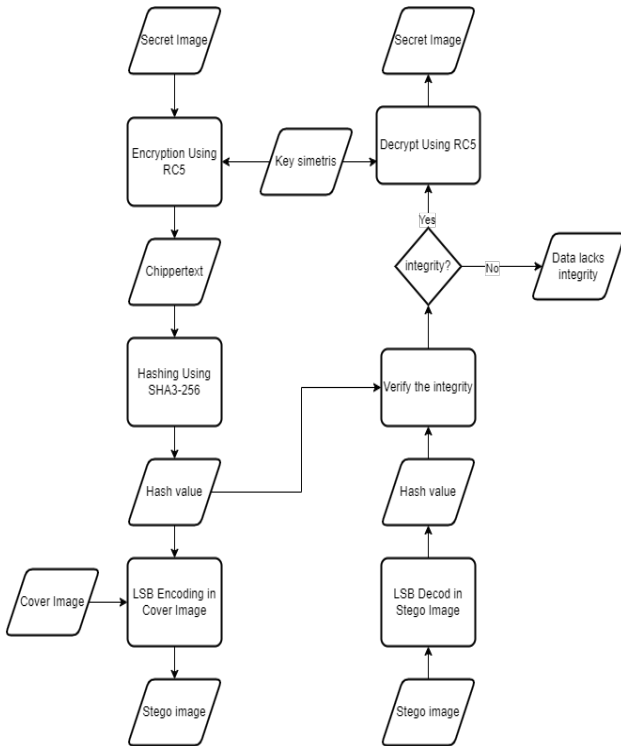 Secret Image
Secret Image
Encryption Using
RC5
Key simetris
Decrypt Using RC5
Yes
Chippertext
integrity?
No
Data lacks
integrity
Hashing Using
SHA3-256
Verify the integrity
Hash value
Hash value
Cover Image
LSB Encoding in
Cover Image
LSB Decod in
Stego Image
Stego image
Stego image